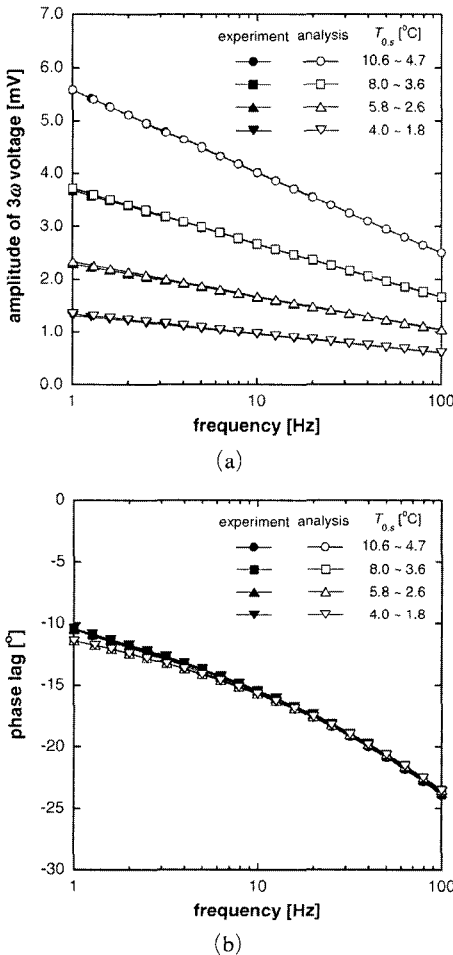 7.0
6.0
5.0
4.0
3.0
2.0
1.0
0.0
amplitude of 3ω voltage [mV]
experiment analysis T0.s [°C]
10.6 ~ 4.7
8.0 ~ 3.6
5.8 ~ 2.6
4.0 ~ 1.8
1 10 100
frequency [Hz]
(a)
0
-5
-10
-15
-20
-25
-30
phase lag [°]
experiment analysis T0.s [°C]
10.6 ~ 4.7
8.0 ~ 3.6
5.8 ~ 2.6
4.0 ~ 1.8
1 10 100
frequency [Hz]
(b)